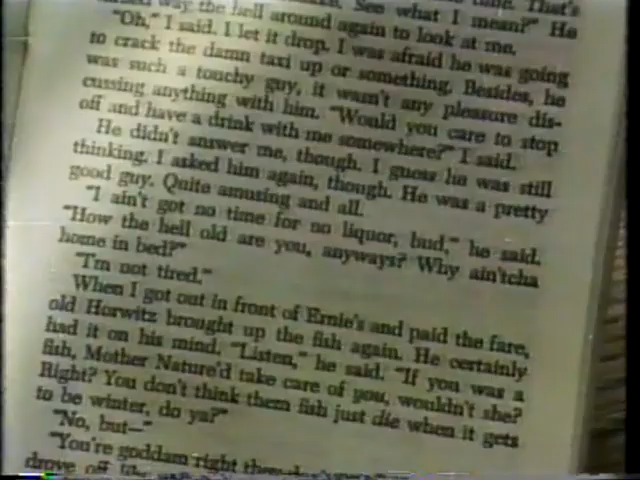 way the hell around again to look at me.
"Oh," I said. I let it drop. I was afraid he was going
to crack the damn taxi up or something. Besides, he
was such a touchy guy, it wasn't any pleasure dis-
cussing anything with him. "Would you care to stop
off and have a drink with me somewhere?" I said.
He didn't answer me, though. I guess he was still
thinking. I asked him again, though. He was a pretty
good guy. Quite amusing and all.
"I ain't got no time for no liquor, bud," he said.
"How the hell old are you, anyways? Why ain'tcha
home in bed?"
"I'm not tired."
When I got out in front of Ernie's and paid the fare,
old Horwitz brought up the fish again. He certainly
had it on his mind. "Listen," he said. "If you was a
fish, Mother Nature'd take care of you, wouldn't she?
Right? You don't think them fish just die when it gets
to be winter, do ya?"
"No, but—"
"You're goddam right they
drove off